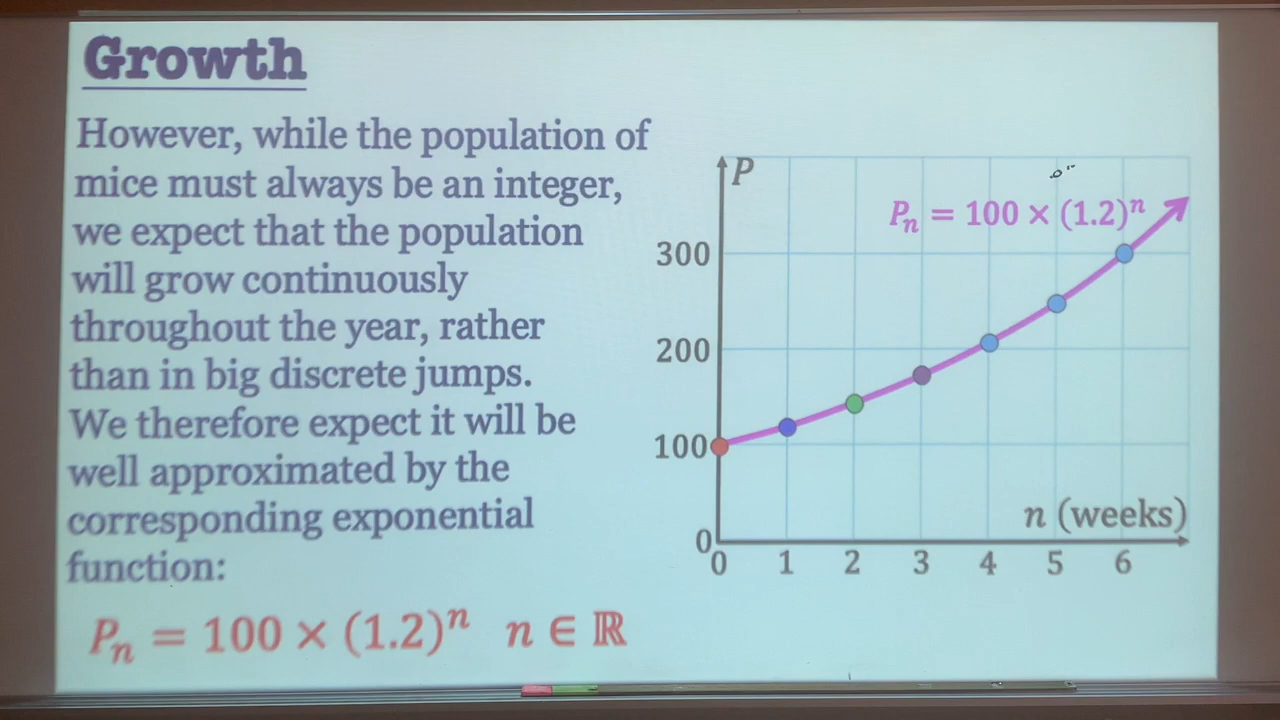 Growth
However, while the population of
mice must always be an integer,
we expect that the population
will grow continuously
throughout the year, rather
than in big discrete jumps.
We therefore expect it will be
well approximated by the
corresponding exponential
function:
Pₙ = 100 × (1.2)ⁿ n ∈ ℝ
P
Pₙ = 100 × (1.2)ⁿ
300
200
100
0
n (weeks)
0 1 2 3 4 5 6